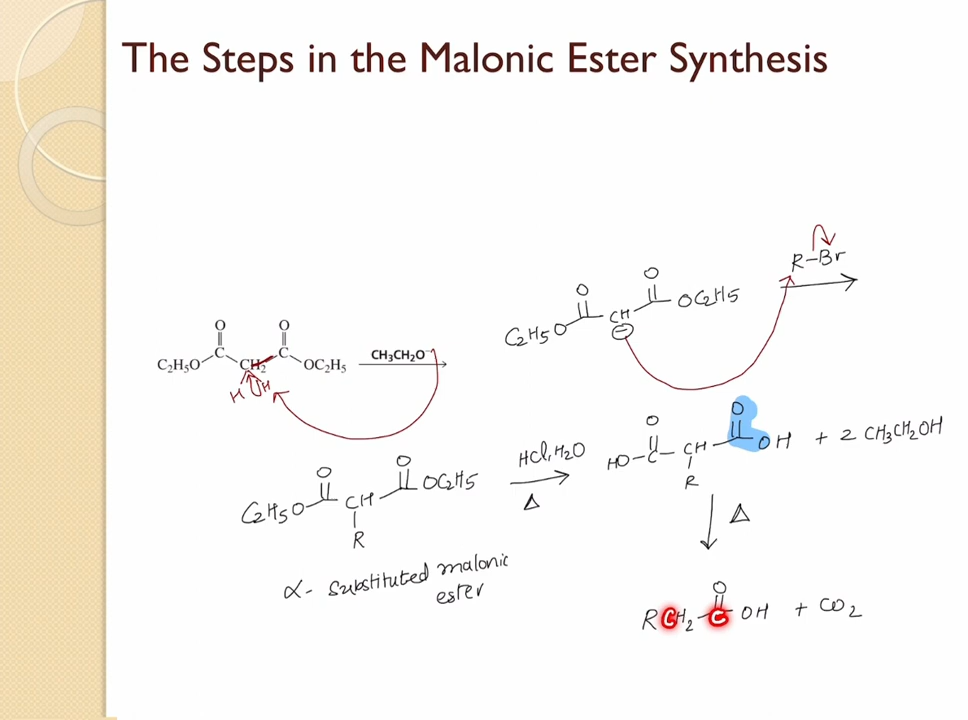 The Steps in the Malonic Ester Synthesis
R-Br
O
O
C2H5O
CH
OC2H5
O
O
C
C
C₂H₅O
CH₂
OC₂H₅
CH₃CH₂O⁻
H
H
O
O
C2H5O
CH
OC2H5
R
α- substituted malonic
ester
HCl, H2O
Δ
O
O
HO-C-CH
OH + 2 CH3CH2OH
R
Δ
O
RCH2-C
OH + CO2